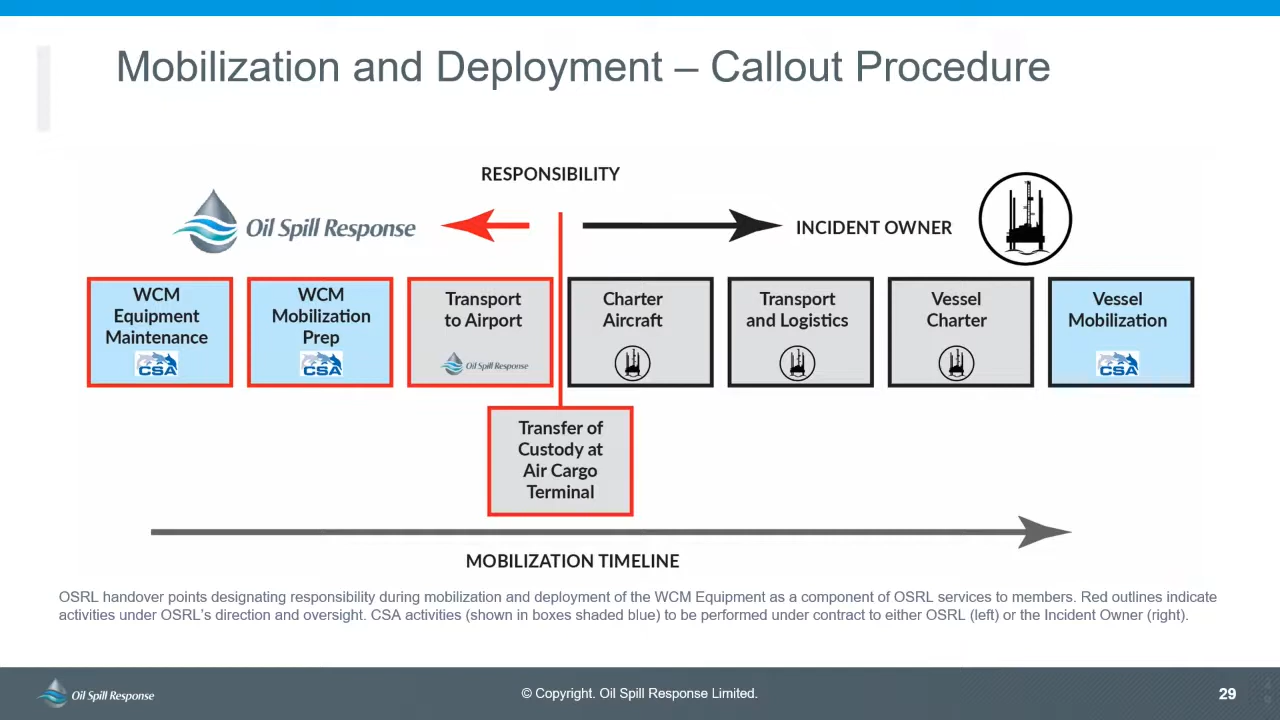 Mobilization and Deployment – Callout Procedure
RESPONSIBILITY
Oil Spill Response
INCIDENT OWNER
WCM
Equipment
Maintenance
CSA
WCM
Mobilization
Prep
CSA
Transport
to Airport
Oil Spill Response
Charter
Aircraft
Transport
and Logistics
Vessel
Charter
Vessel
Mobilization
CSA
Transfer of
Custody at
Air Cargo
Terminal
MOBILIZATION TIMELINE
OSRL handover points designating responsibility during mobilization and deployment of the WCM Equipment as a component of OSRL services to members. Red outlines indicate
activities under OSRL's direction and oversight. CSA activities (shown in boxes shaded blue) to be performed under contract to either OSRL (left) or the Incident Owner (right).
Oil Spill Response
© Copyright. Oil Spill Response Limited.
29